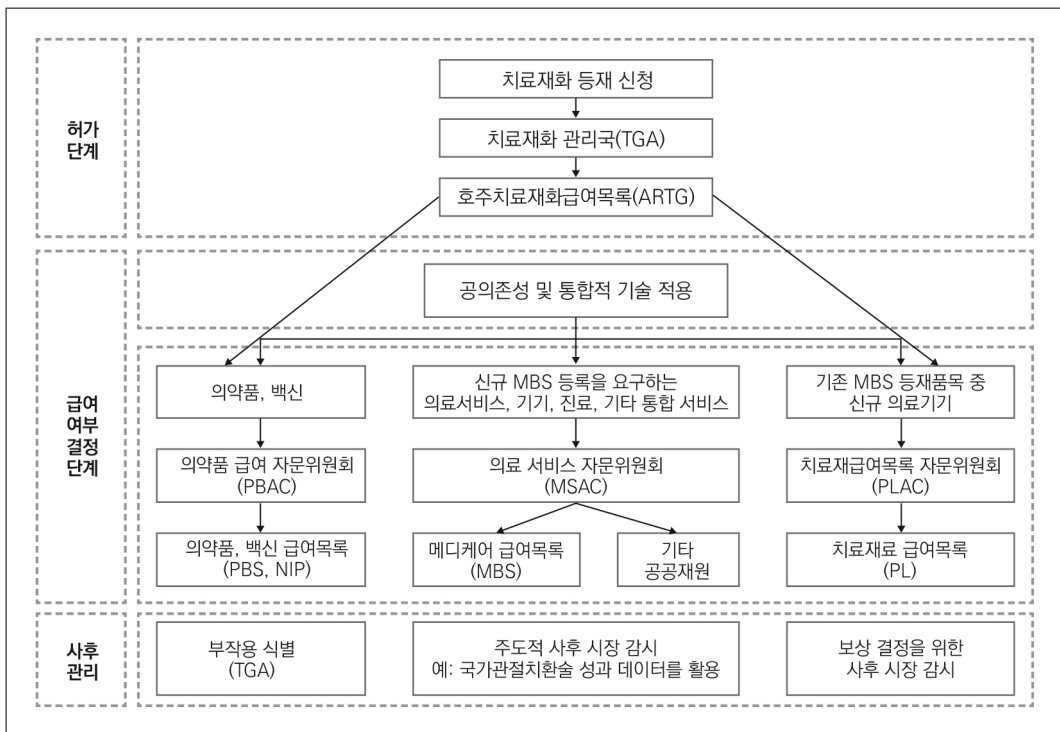 허가
단계
치료재화 등재 신청
치료재화 관리국(TGA)
호주치료재화급여목록(ARTG)
급여
여부
결정
단계
공의존성 및 통합적 기술 적용
의약품, 백신
신규 MBS 등록을 요구하는
의료서비스, 기기, 진료, 기타 통합 서비스
기존 MBS 등재품목 중
신규 의료기기
의약품 급여 자문위원회
(PBAC)
의료 서비스 자문위원회
(MSAC)
치료재급여목록 자문위원회
(PLAC)
의약품, 백신 급여목록
(PBS, NIP)
메디케어 급여목록
(MBS)
기타
공공재원
치료재료 급여목록
(PL)
사후
관리
부작용 식별
(TGA)
주도적 사후 시장 감시
예: 국가관절치환술 성과 데이터를 활용
보상 결정을 위한
사후 시장 감시